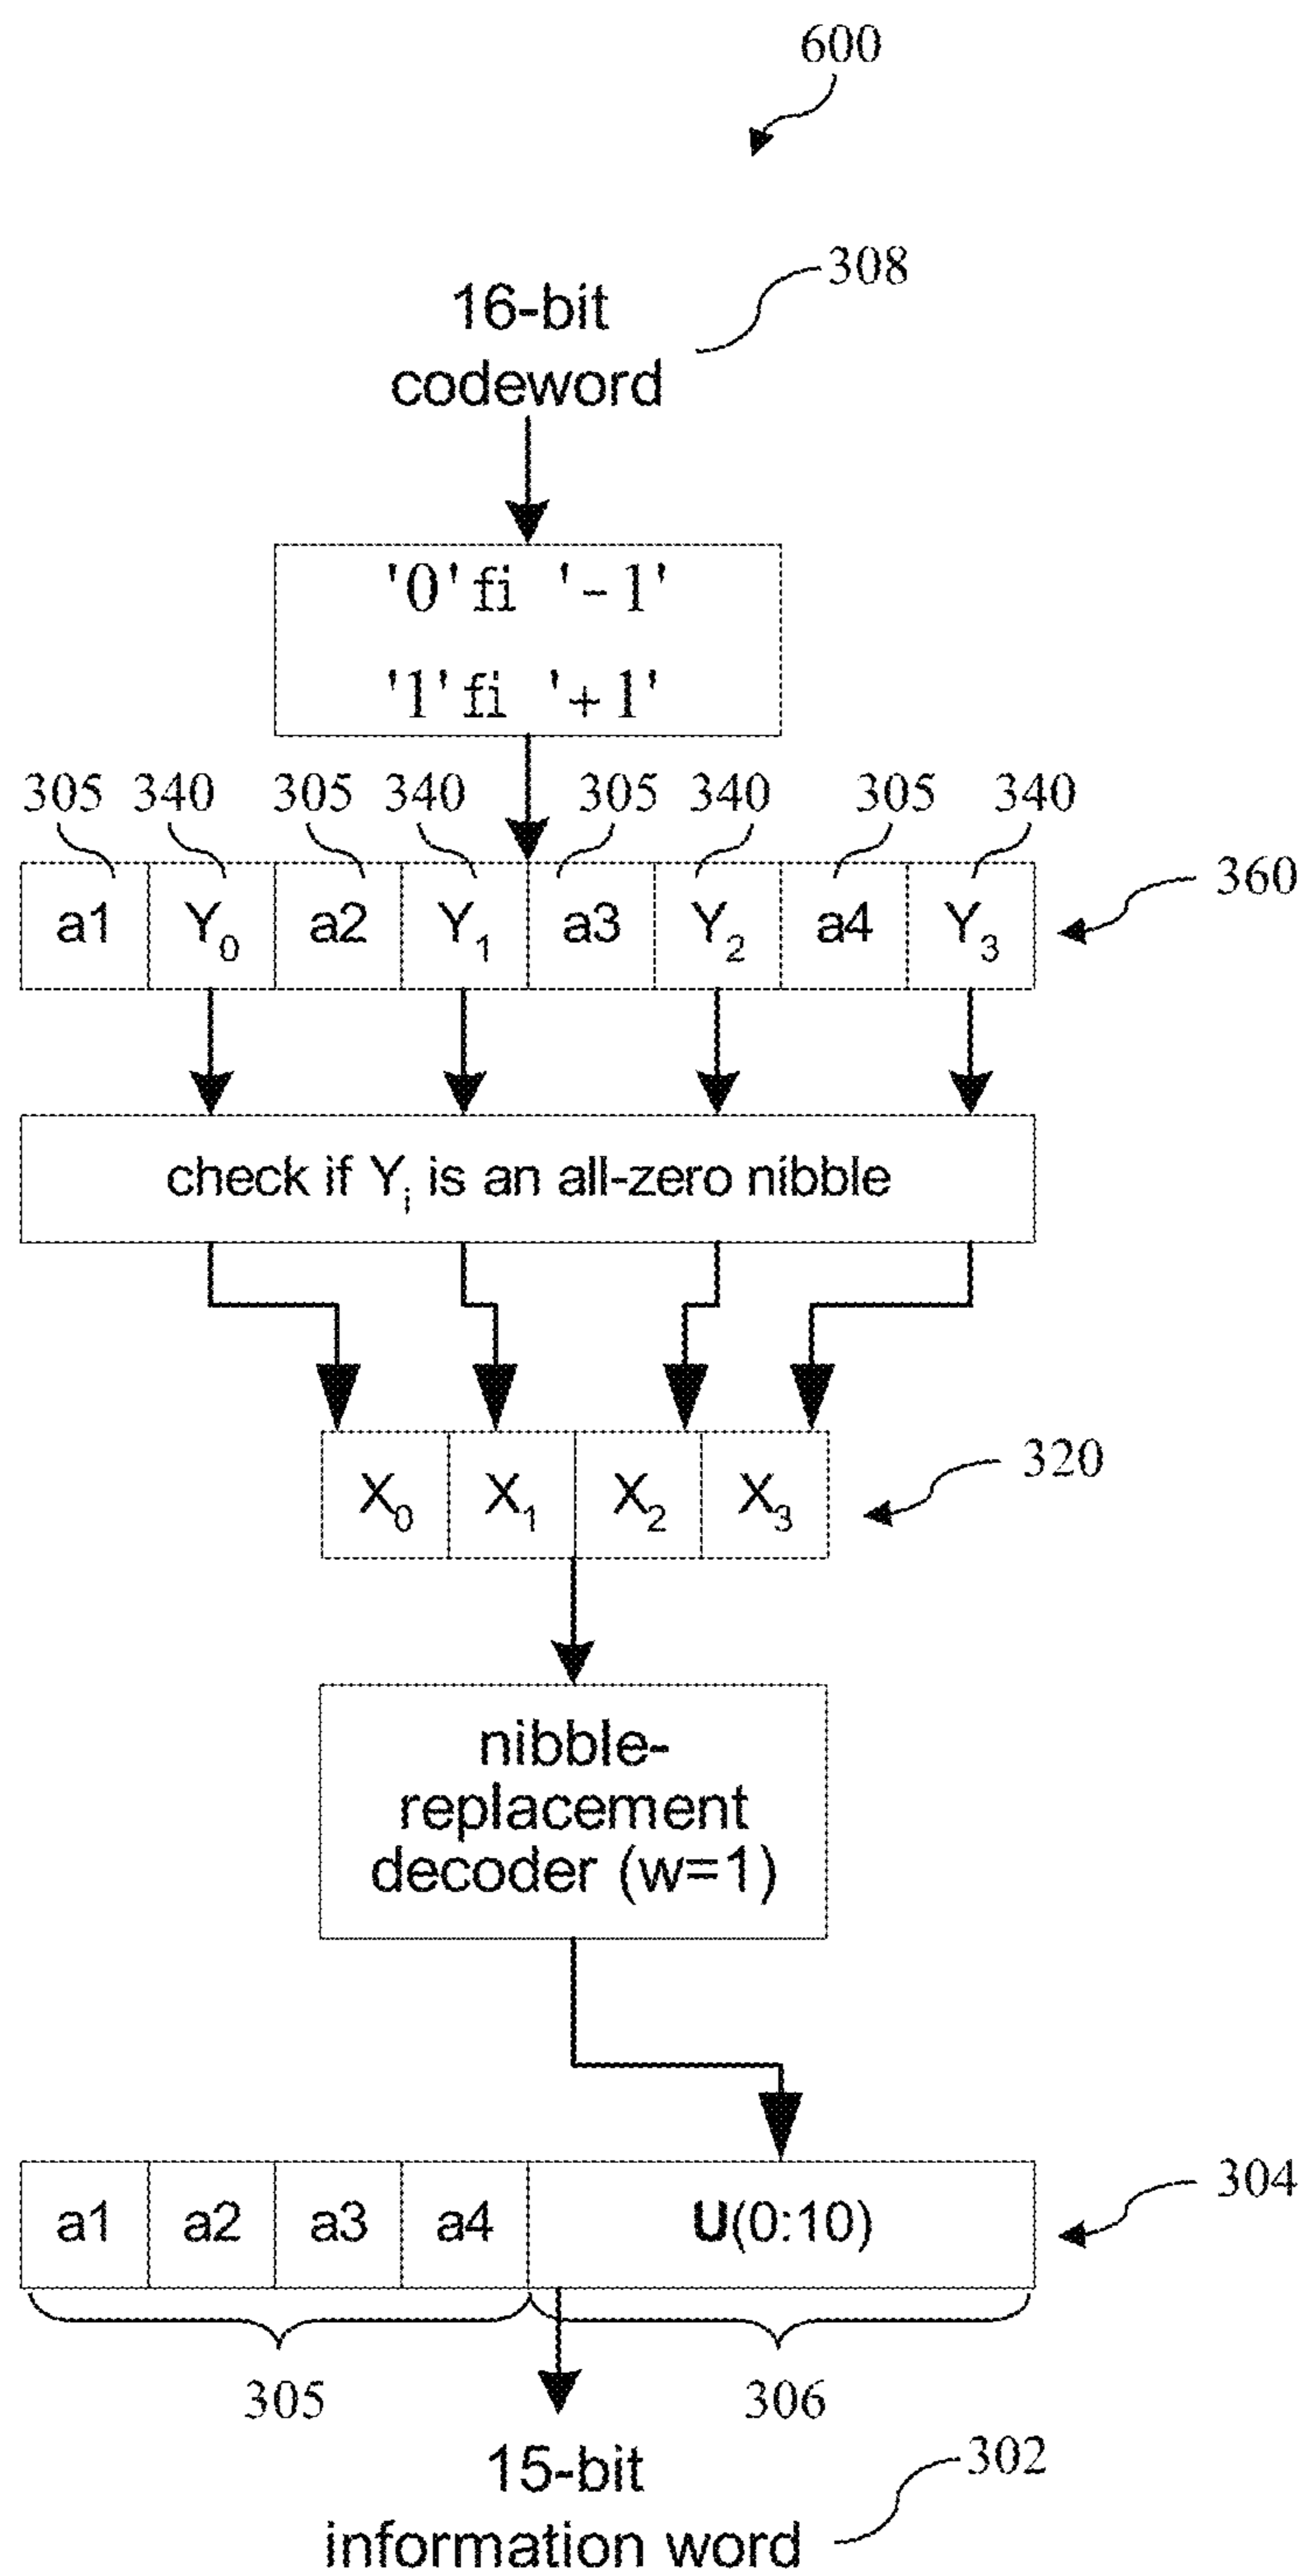 600
308
16-bit
codeword
'0'fi '-1'
'1'fi '+1'
305 340 305 340 305 340 305 340
a1 Y0 a2 Y1 a3 Y2 a4 Y3
360
check if Yi is an all-zero nibble
X0 X1 X2 X3
320
nibble-
replacement
decoder (w=1)
304
a1 a2 a3 a4 U(0:10)
305 306
15-bit
information word
302